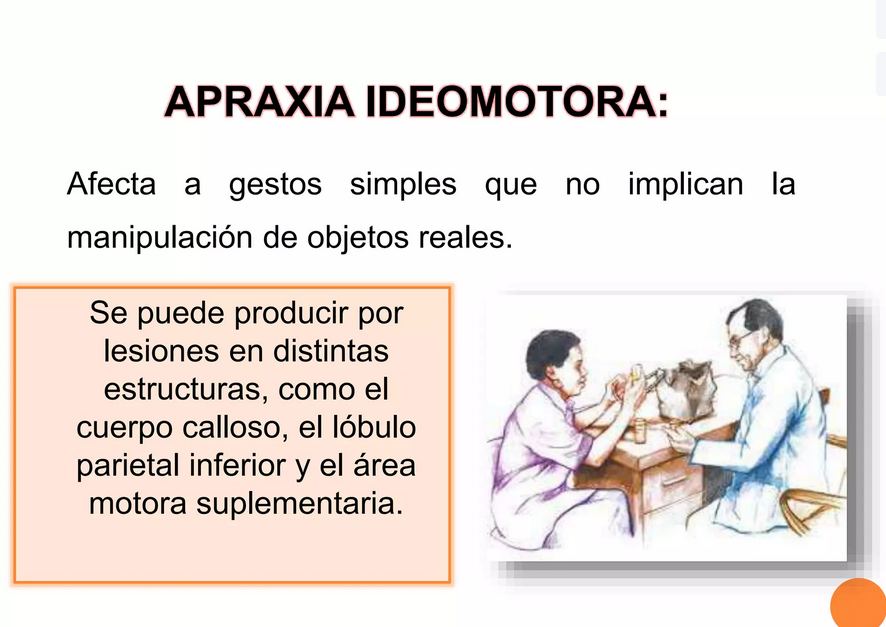 APRAXIA IDEOMOTORA:
Afecta a gestos simples que no implican la
manipulación de objetos reales.
Se puede producir por
lesiones en distintas
estructuras, como el
cuerpo calloso, el lóbulo
parietal inferior y el área
motora suplementaria.